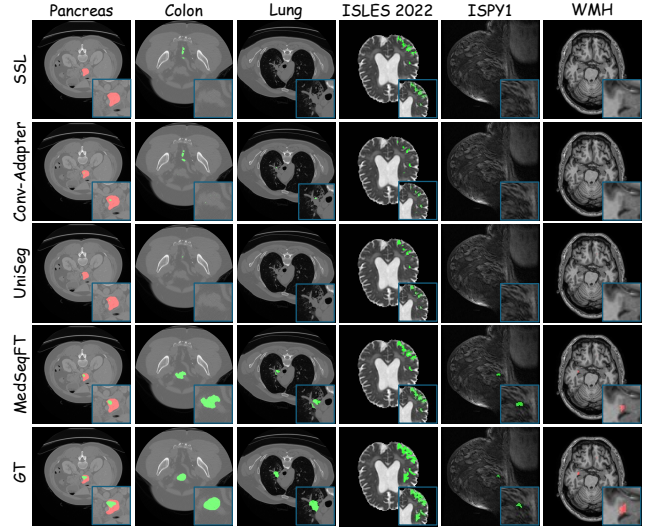 Pancreas Colon Lung ISLES 2022 ISPY1 WMH
SSL
Conv-Adapter
UniSeg
MedSeqFT
GT